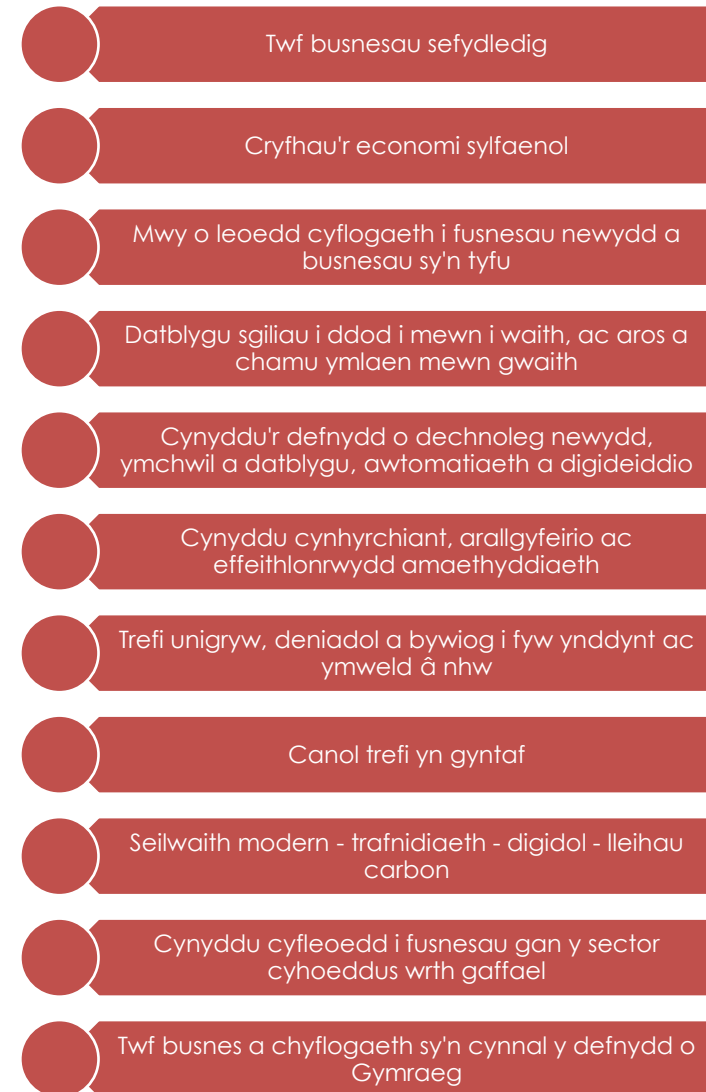 Twf busnesau sefydledig
Cryfhau'r economi sylfaenol
Mwy o leoedd cyflogaeth i fusnesau newydd a
busnesau sy'n tyfu
Datblygu sgiliau i ddod i mewn i waith, ac aros a
chamu ymlaen mewn gwaith
Cynyddu'r defnydd o dechnoleg newydd,
ymchwil a datblygu, awtomatiaeth a digideiddio
Cynyddu cynhyrchiant, arallgyfeirio ac
effeithlonrwydd amaethyddiaeth
Trefi unigryw, deniadol a bywiog i fyw ynddynt ac
ymweld â nhw
Canol trefi yn gyntaf
Seilwaith modern - trafnidiaeth - digidol - lleihau
carbon
Cynyddu cyfleoedd i fusnesau gan y sector
cyhoeddus wrth gaffael
Twf busnes a chyflogaeth sy'n cynnal y defnydd o
Gymraeg